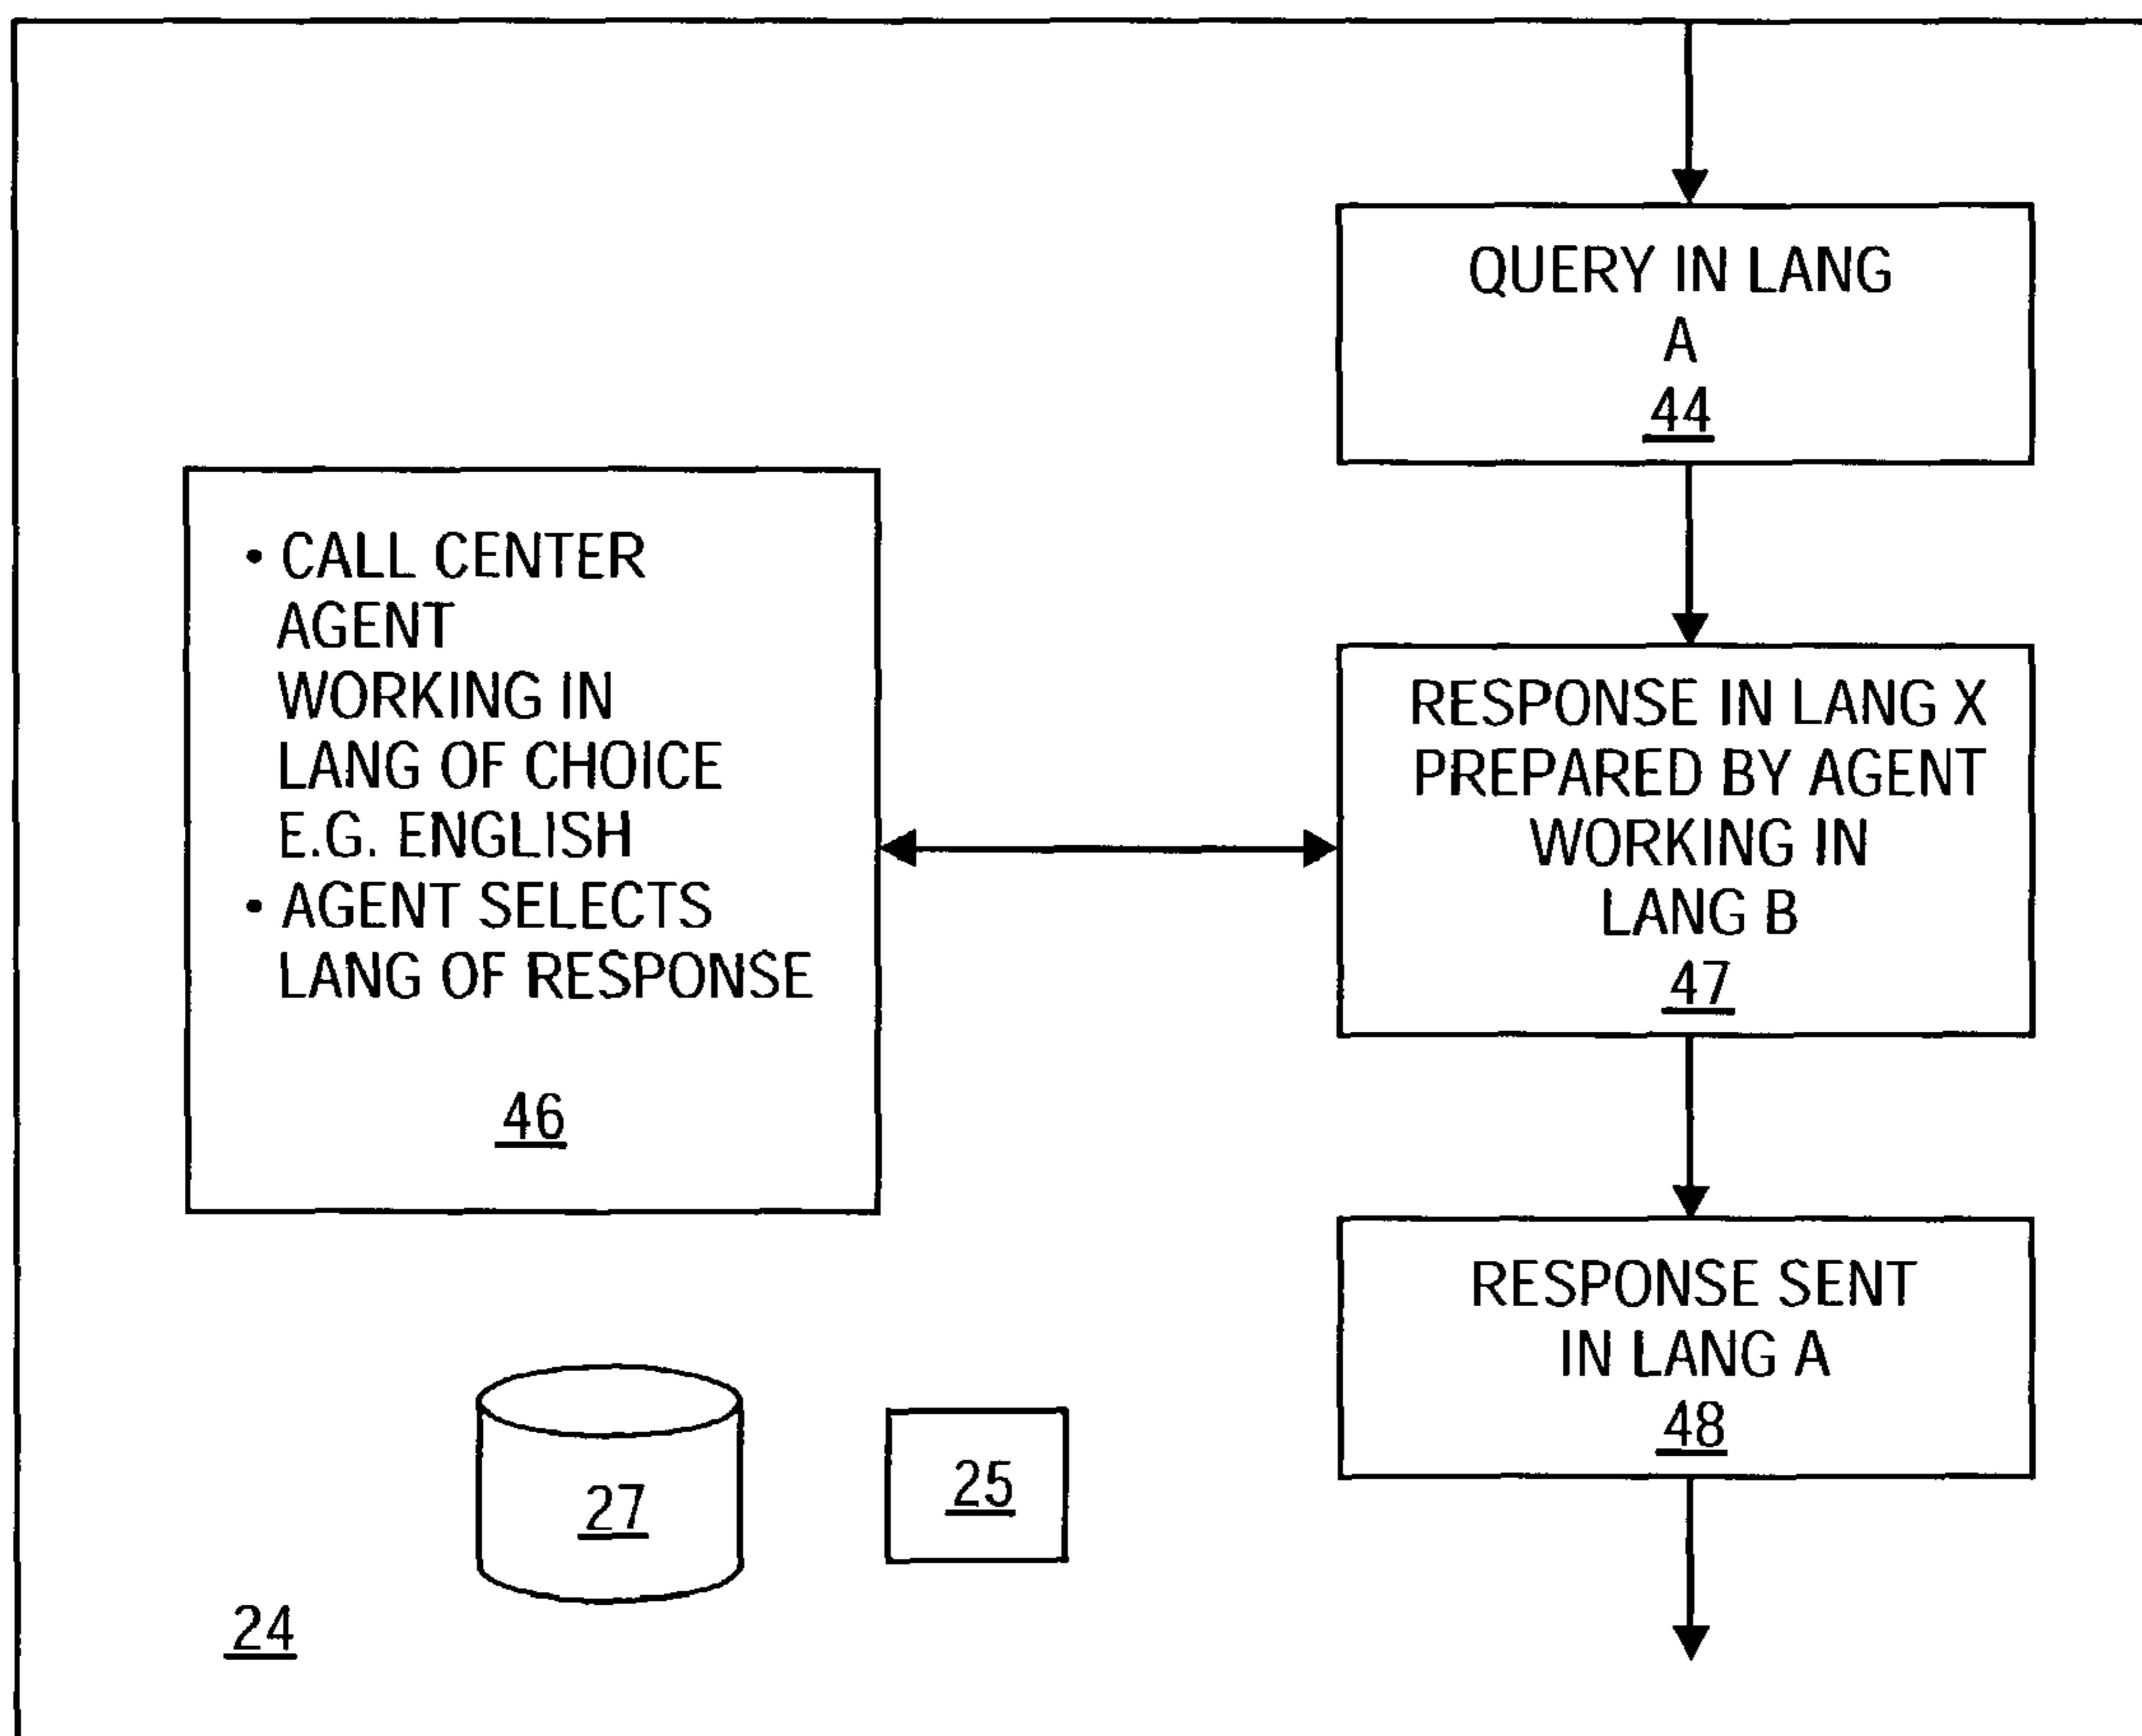 QUERY IN LANG
A
44
• CALL CENTER
AGENT
WORKING IN
LANG OF CHOICE
E.G. ENGLISH
• AGENT SELECTS
LANG OF RESPONSE
46
RESPONSE IN LANG X
PREPARED BY AGENT
WORKING IN
LANG B
47
RESPONSE SENT
IN LANG A
48
27
25
24